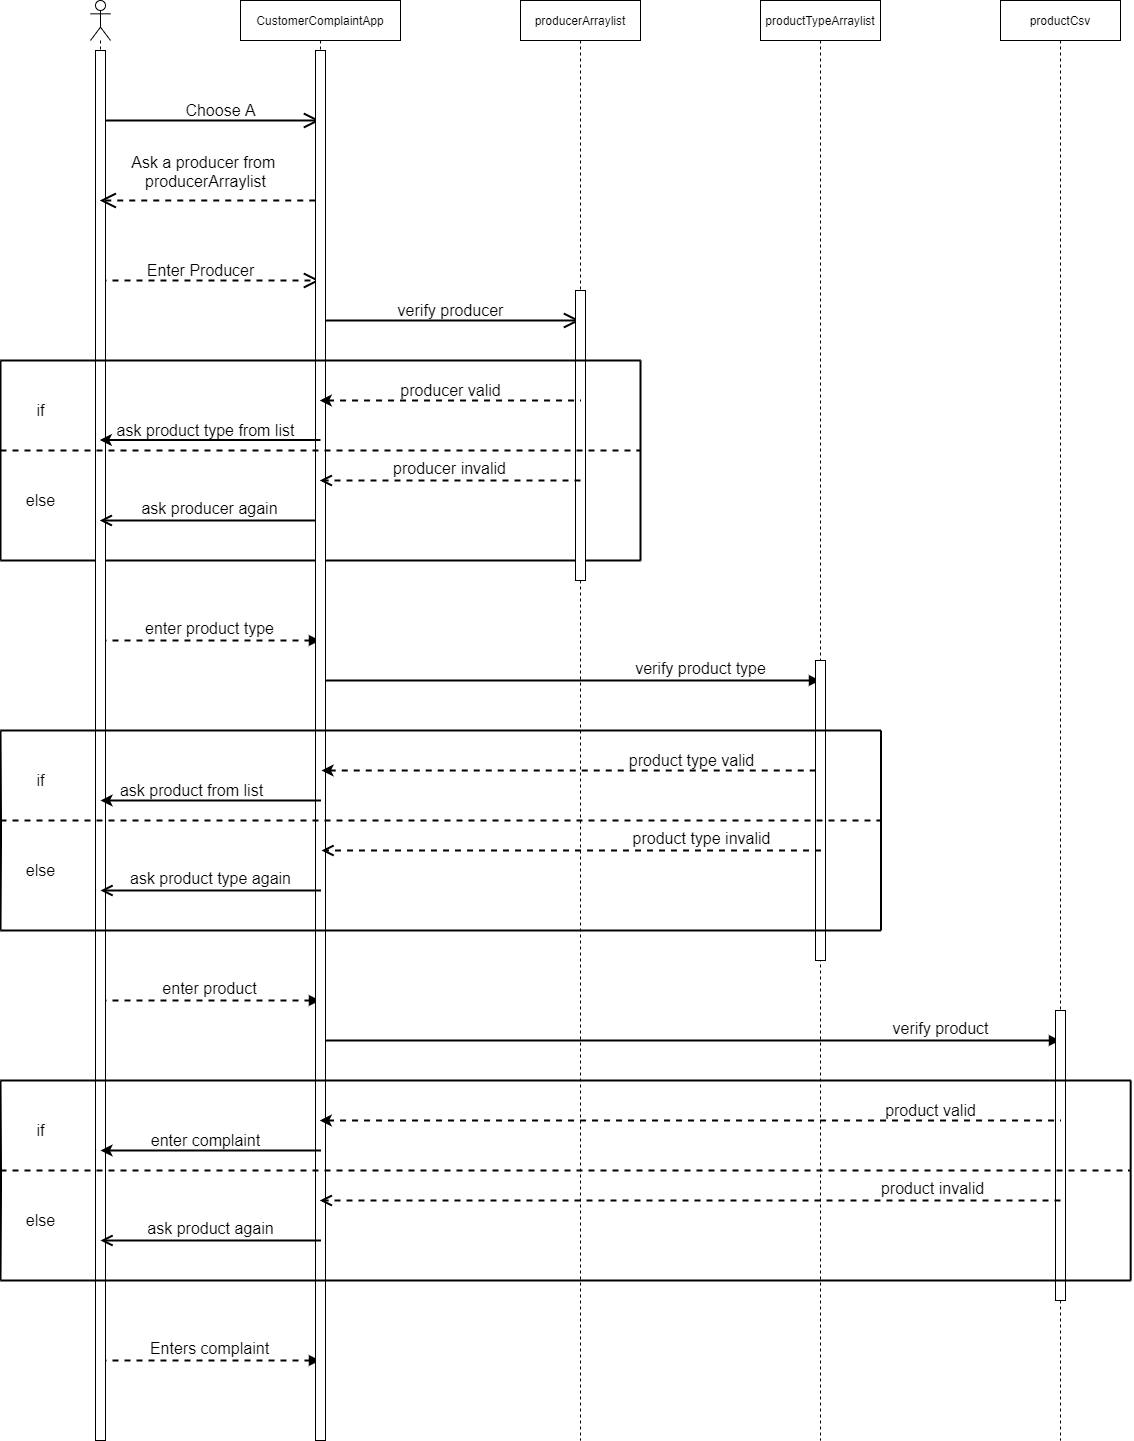 CustomerComplaintApp
producerArraylist
productTypeArraylist
productCsv
Choose A
Ask a producer from
producerArraylist
Enter Producer
verify producer
producer valid
if
ask product type from list
producer invalid
else
ask producer again
enter product type
verify product type
product type valid
if
ask product from list
product type invalid
else
ask product type again
enter product
verify product
product valid
if
enter complaint
product invalid
else
ask product again
Enters complaint